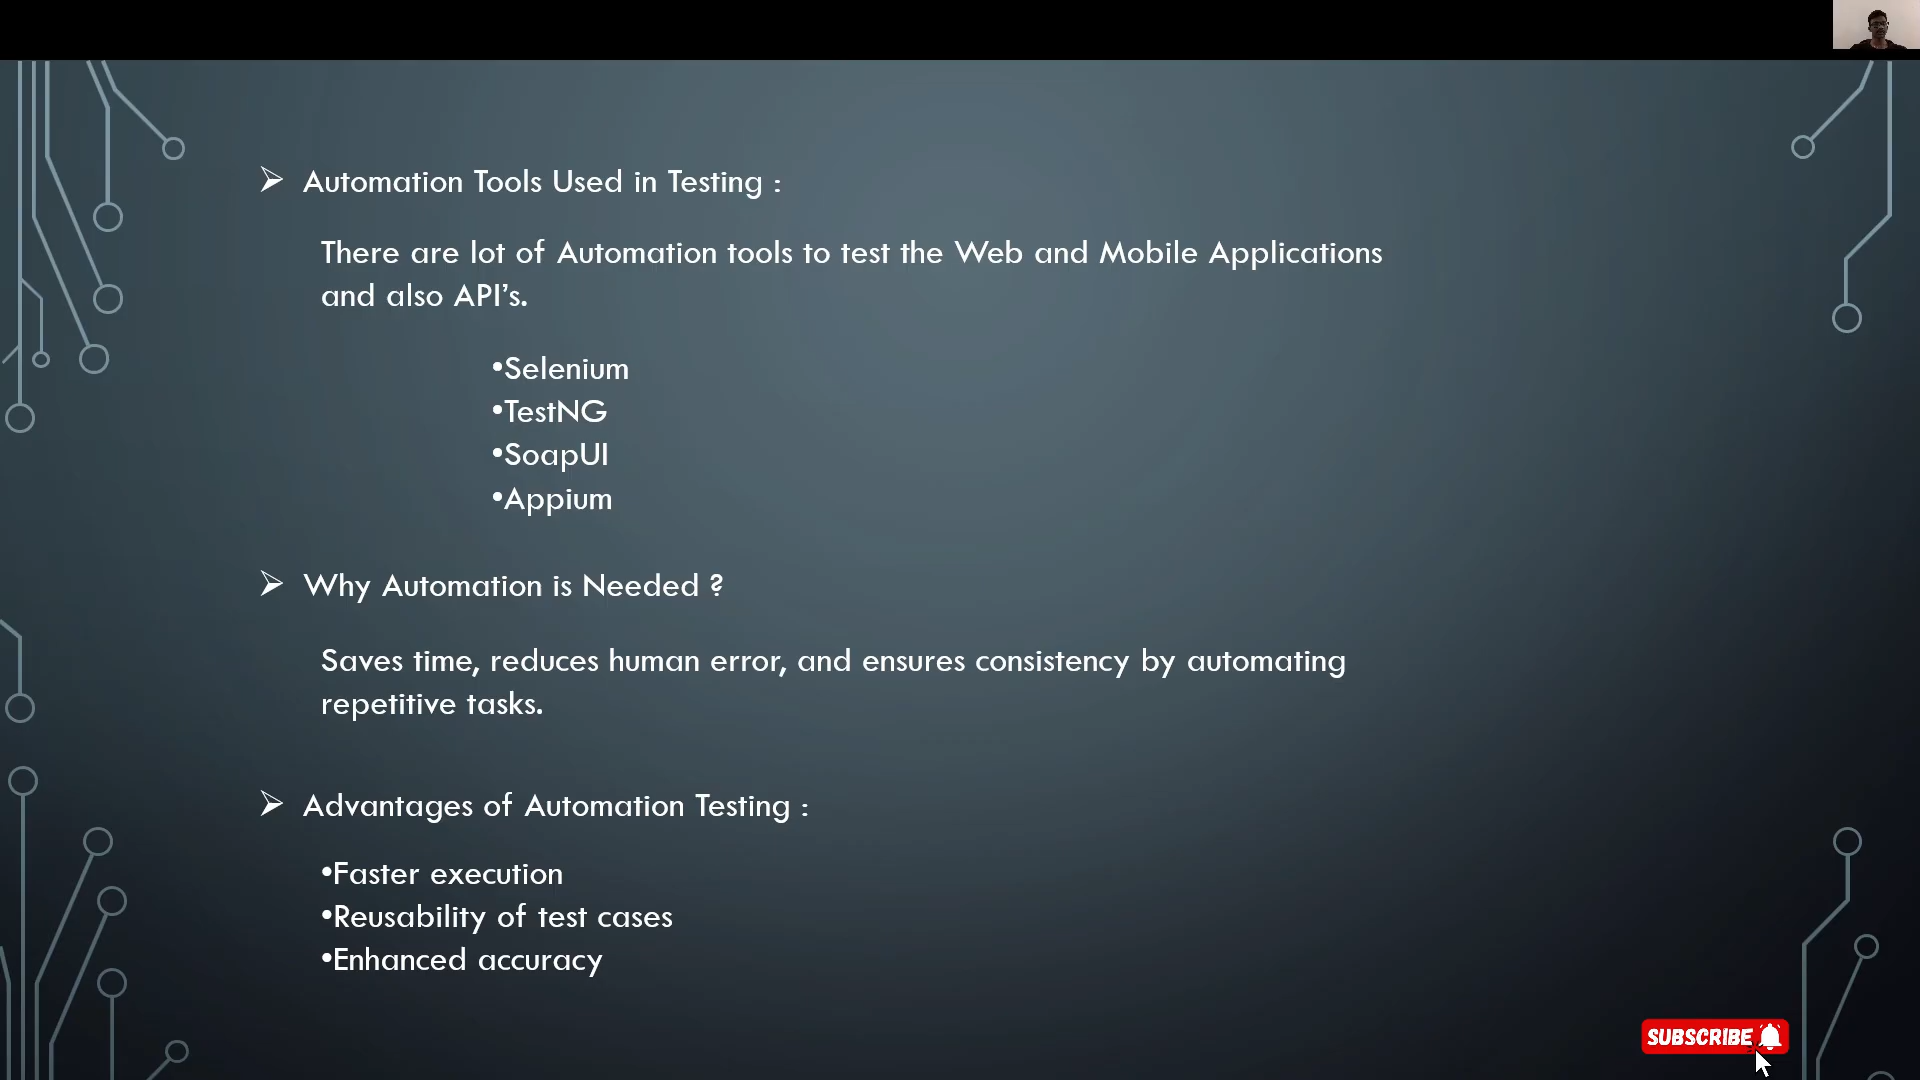 ➢ Automation Tools Used in Testing :
There are lot of Automation tools to test the Web and Mobile Applications
and also API’s.
•Selenium
•TestNG
•SoapUI
•Appium
➢ Why Automation is Needed ?
Saves time, reduces human error, and ensures consistency by automating
repetitive tasks.
➢ Advantages of Automation Testing :
•Faster execution
•Reusability of test cases
•Enhanced accuracy
SUBSCRIBE